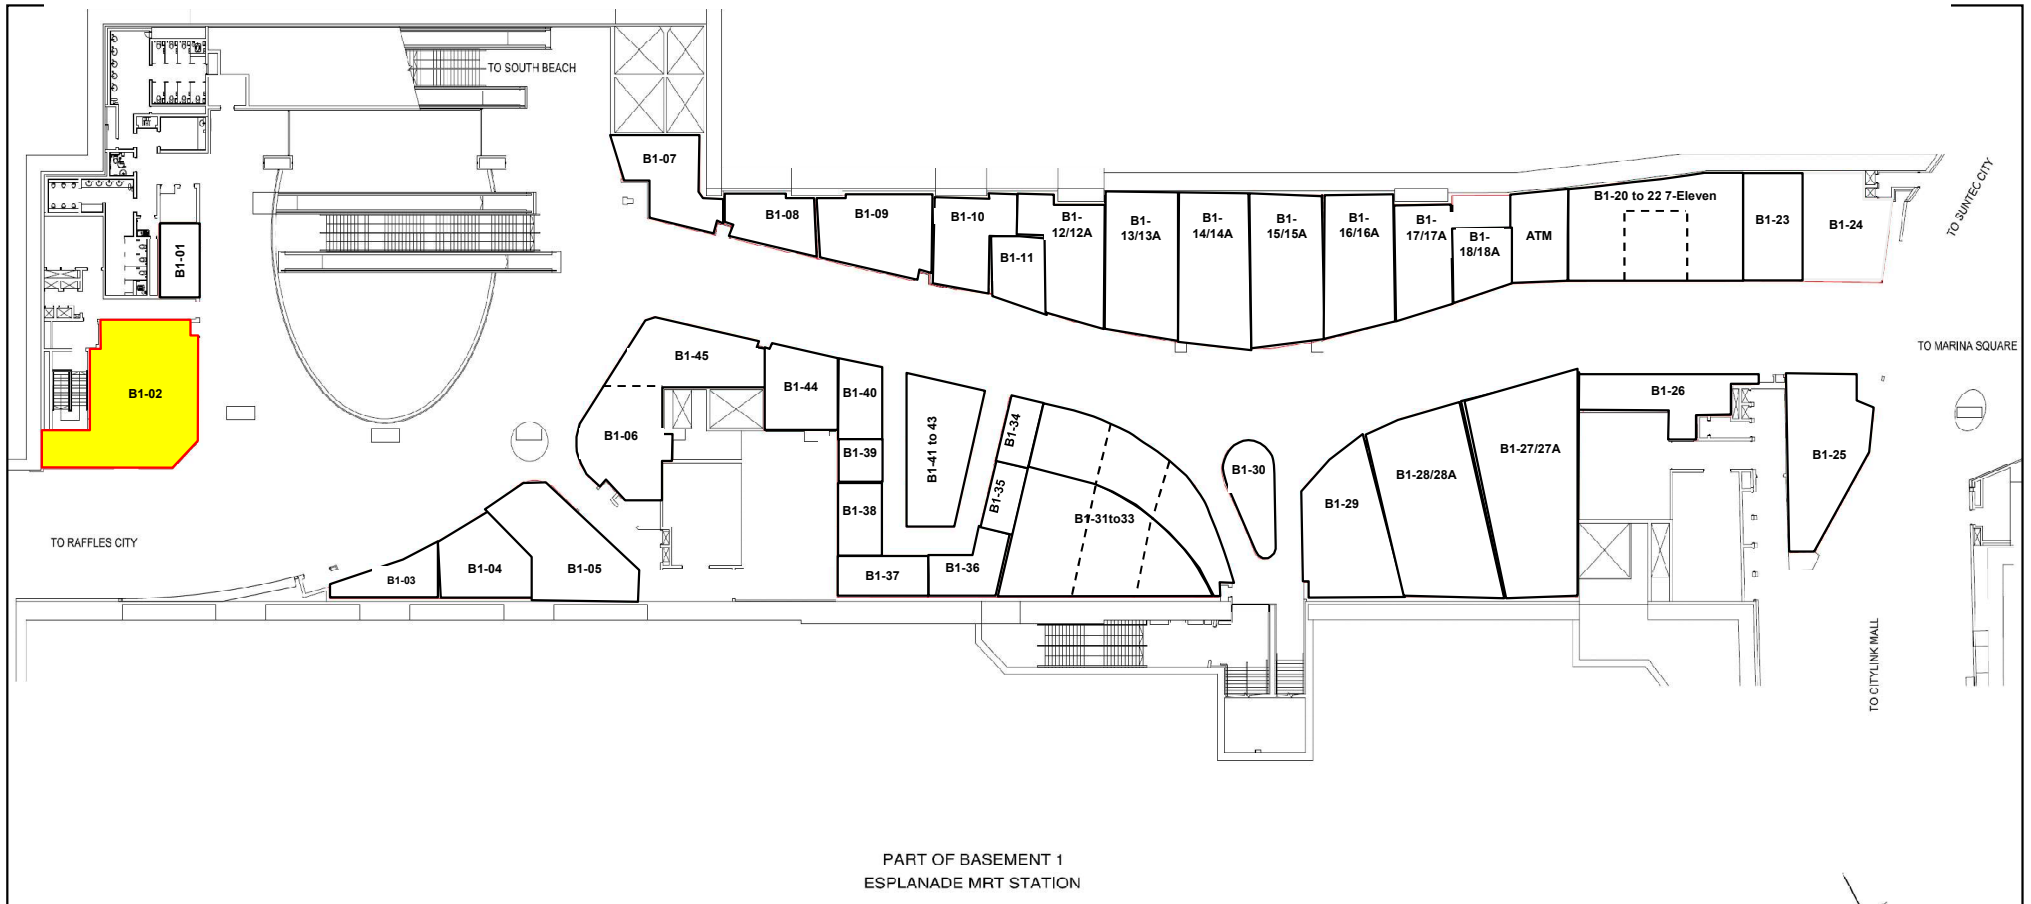 TO SOUTH BEACH
B1-07
B1-08
B1-09
B1-10
B1-11
B1-
12/12A
B1-
13/13A
B1-
14/14A
B1-
15/15A
B1-
16/16A
B1-
17/17A
B1-
18/18A
ATM
B1-20 to 22 7-Eleven
B1-23
B1-24
TO SUNTEC CITY
B1-01
B1-02
TO MARINA SQUARE
B1-45
B1-44
B1-40
B1-06
B1-39
B1-38
B1-41 to 43
B1-34
B1-35
B1-31to33
B1-30
B1-29
B1-28/28A
B1-27/27A
B1-26
B1-25
TO RAFFLES CITY
B1-03
B1-04
B1-05
B1-37
B1-36
TO CITYLINK MALL
PART OF BASEMENT 1
ESPLANADE MRT STATION